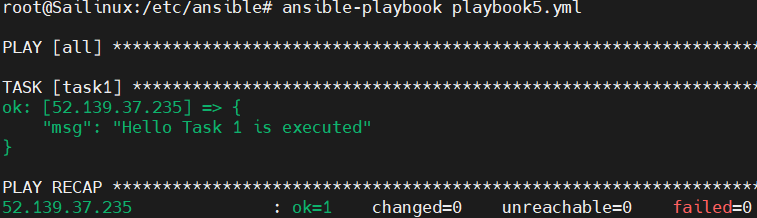 root@Sailinux:/etc/ansible# ansible-playbook playbook5.yml
PLAY [all] *********************************************************************
TASK [task1] *******************************************************************
ok: [52.139.37.235] => {
    "msg": "Hello Task 1 is executed"
}
PLAY RECAP *********************************************************************
52.139.37.235              : ok=1    changed=0    unreachable=0    failed=0